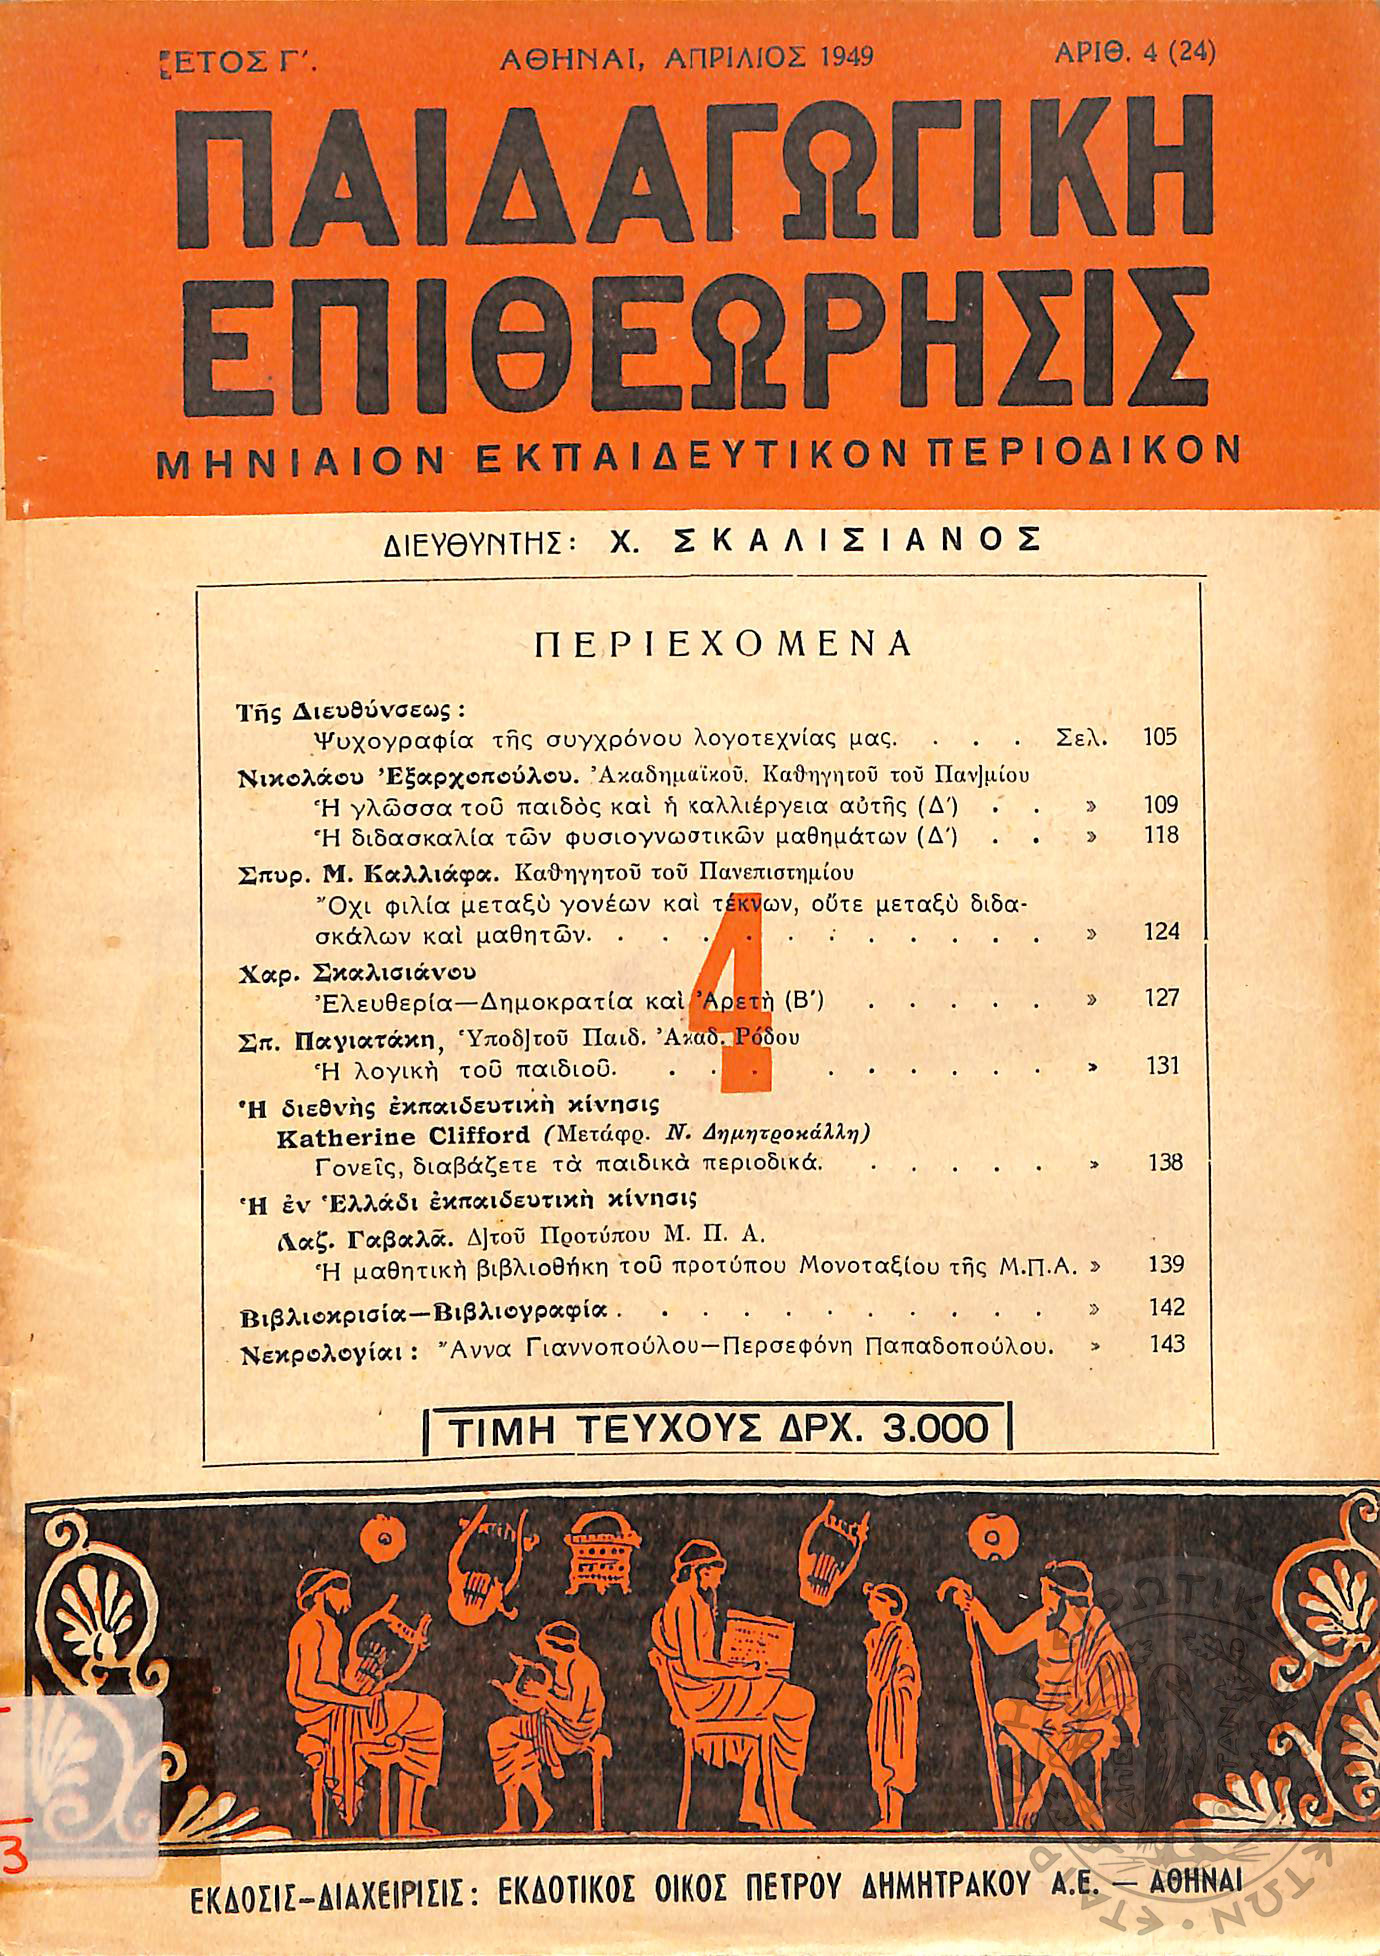 ΕΤΟΣ Γ'. ΑΘΗΝΑΙ, ΑΠΡΙΛΙΟΣ 1949 ΑΡΙΘ. 4 (24)
ΠΑΙΔΑΓΩΓΙΚΗ
ΕΠΙΘΕΩΡΗΣΙΣ
ΜΗΝΙΑΙΟΝ ΕΚΠΑΙΔΕΥΤΙΚΟΝ ΠΕΡΙΟΔΙΚΟΝ
ΔΙΕΥΘΥΝΤΗΣ: Χ. ΣΚΑΛΙΣΙΑΝΟΣ
ΠΕΡΙΕΧΟΜΕΝΑ
Τῆς Διευθύνσεως :
Ψυχογραφία τῆς συγχρόνου λογοτεχνίας μας. . . . Σελ. 105
Νικολάου Ἐξαρχοπούλου. Ἀκαδημαϊκοῦ. Καθηγητοῦ τοῦ Παν]μίου
Ἡ γλῶσσα τοῦ παιδὸς καὶ ἡ καλλιέργεια αὐτῆς (Δ') . . » 109
Ἡ διδασκαλία τῶν φυσιογνωστικῶν μαθημάτων (Δ') . . » 118
Σπυρ. Μ. Καλλιάφα. Καθηγητοῦ τοῦ Πανεπιστημίου
Ὄχι φιλία μεταξὺ γονέων καὶ τέκνων, οὔτε μεταξὺ διδα-
σκάλων καὶ μαθητῶν. . . . . . . . . . . . » 124
Χαρ. Σκαλισιάνου
Ἐλευθερία—Δημοκρατία καὶ Ἀρετὴ (Β') . . . . . » 127
Σπ. Παγιατάκη, Ὑποδ]τοῦ Παιδ. Ἀκαδ. Ρόδου
Ἡ λογικὴ τοῦ παιδιοῦ. . . . . . . . . . . . » 131
Ἡ διεθνὴς ἐκπαιδευτικὴ κίνησις
Katherine Clifford (Μετάφρ. Ν. Δημητροκάλλη)
Γονεῖς, διαβάζετε τὰ παιδικὰ περιοδικά. . . . . . » 138
Ἡ ἐν Ἑλλάδι ἐκπαιδευτικὴ κίνησις
Λαζ. Γαβαλᾶ. Δ]τοῦ Προτύπου Μ. Π. Α.
Ἡ μαθητικὴ βιβλιοθήκη τοῦ προτύπου Μονοταξίου τῆς Μ.Π.Α. » 139
Βιβλιοκρισία—Βιβλιογραφία . . . . . . . . . . » 142
Νεκρολογίαι : Ἄννα Γιαννοπούλου—Περσεφόνη Παπαδοπούλου. » 143
4
ΤΙΜΗ ΤΕΥΧΟΥΣ ΔΡΧ. 3.000
3
ΕΚΔΟΣΙΣ–ΔΙΑΧΕΙΡΙΣΙΣ: ΕΚΔΟΤΙΚΟΣ ΟΙΚΟΣ ΠΕΤΡΟΥ ΔΗΜΗΤΡΑΚΟΥ Α.Ε. — ΑΘΗΝΑΙ